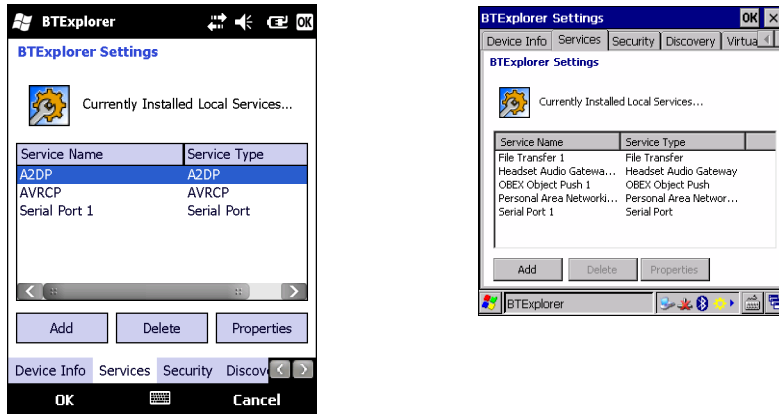 BTExplorer OK
BTExplorer Settings
Currently Installed Local Services...
Service Name Service Type
A2DP A2DP
AVRCP AVRCP
Serial Port 1 Serial Port
Add Delete Properties
Device Info Services Security Discov
OK Cancel
BTExplorer Settings OK
Device Info Services Security Discovery Virtua
BTExplorer Settings
Currently Installed Local Services...
Service Name Service Type
File Transfer 1 File Transfer
Headset Audio Gatewa... Headset Audio Gateway
OBEX Object Push 1 OBEX Object Push
Personal Area Networki... Personal Area Networ...
Serial Port 1 Serial Port
Add Delete Properties
BTExplorer